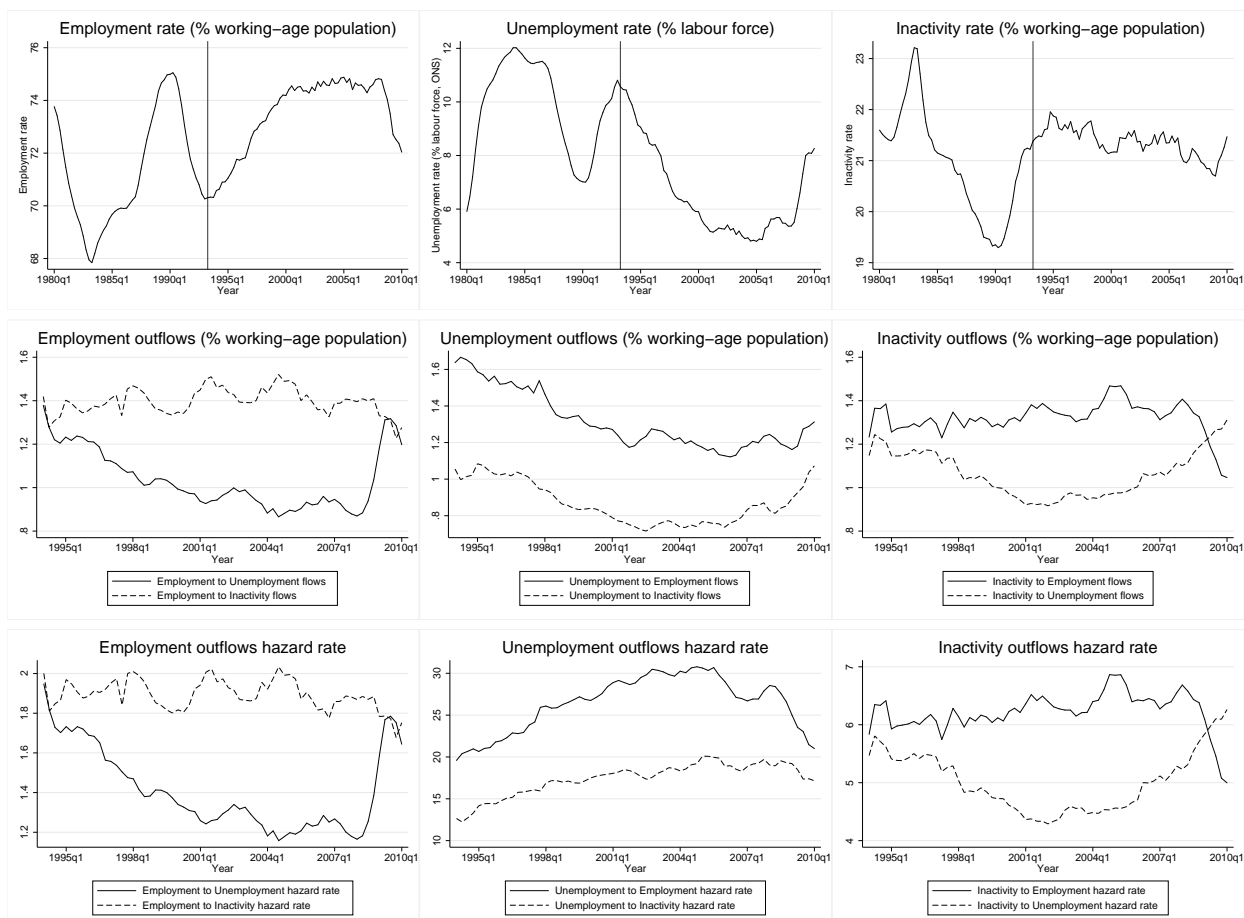 Employment rate (% working−age population)
Employment rate
68 70 72 74 76
1980q1 1985q1 1990q1 1995q1 2000q1 2005q1 2010q1
Year
Unemployment rate (% labour force)
Unemployment rate (% labour force, ONS)
4 6 8 10 12
1980q1 1985q1 1990q1 1995q1 2000q1 2005q1 2010q1
Year
Inactivity rate (% working−age population)
Inactivity rate
19 20 21 22 23
1980q1 1985q1 1990q1 1995q1 2000q1 2005q1 2010q1
Year
Employment outflows (% working−age population)
.8 1 1.2 1.4 1.6
1995q1 1998q1 2001q1 2004q1 2007q1 2010q1
Year
Employment to Unemployment flows
Employment to Inactivity flows
Unemployment outflows (% working−age population)
.8 1 1.2 1.4 1.6
1995q1 1998q1 2001q1 2004q1 2007q1 2010q1
Year
Unemployment to Employment flows
Unemployment to Inactivity flows
Inactivity outflows (% working−age population)
.8 1 1.2 1.4 1.6
1995q1 1998q1 2001q1 2004q1 2007q1 2010q1
Year
Inactivity to Employment flows
Inactivity to Unemployment flows
Employment outflows hazard rate
1.2 1.4 1.6 1.8 2
1995q1 1998q1 2001q1 2004q1 2007q1 2010q1
Year
Employment to Unemployment hazard rate
Employment to Inactivity hazard rate
Unemployment outflows hazard rate
10 15 20 25 30
1995q1 1998q1 2001q1 2004q1 2007q1 2010q1
Year
Unemployment to Employment hazard rate
Unemployment to Inactivity hazard rate
Inactivity outflows hazard rate
4 5 6 7
1995q1 1998q1 2001q1 2004q1 2007q1 2010q1
Year
Inactivity to Employment hazard rate
Inactivity to Unemployment hazard rate